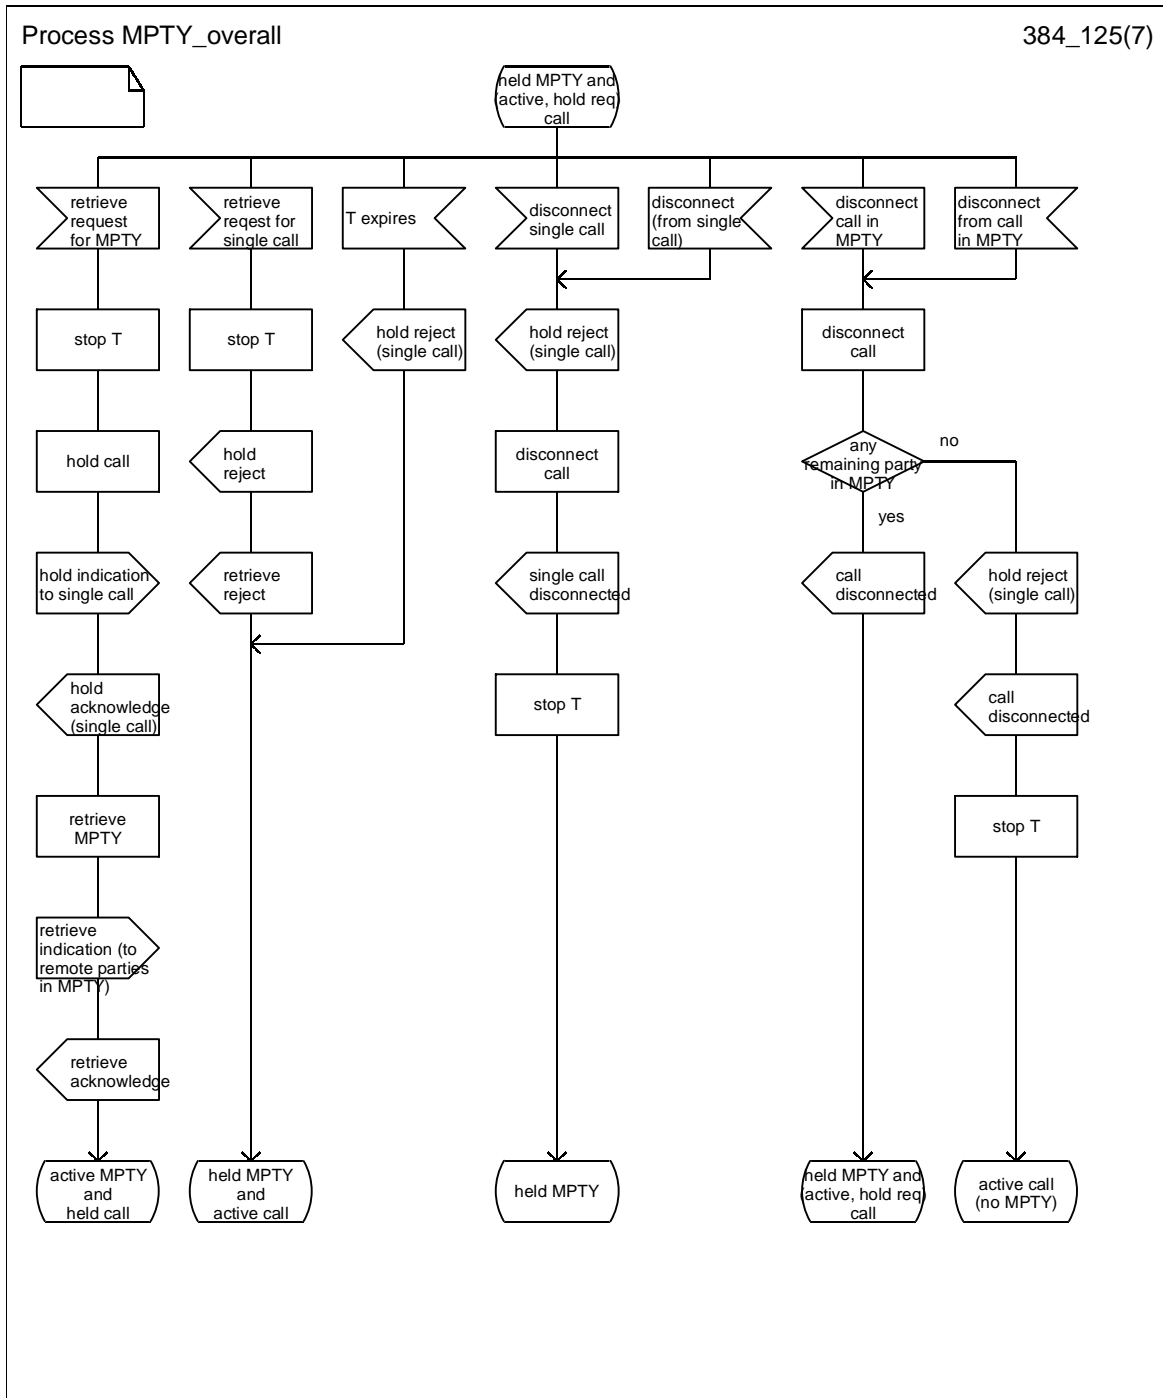 Process MPTY_overall
384_125(7)
held MPTY and
(active, hold req)
call
retrieve
request
for MPTY
retrieve
reqest for
single call
T expires
disconnect
single call
disconnect
(from single
call)
disconnect
call in
MPTY
disconnect
from call
in MPTY
stop T
stop T
hold reject
(single call)
hold reject
(single call)
disconnect
call
hold call
hold
reject
disconnect
call
any
remaining party
in MPTY
no
yes
hold indication
to single call
retrieve
reject
single call
disconnected
call
disconnected
hold reject
(single call)
hold
acknowledge
(single call)
stop T
call
disconnected
retrieve
MPTY
stop T
retrieve
indication (to
remote parties
in MPTY)
retrieve
acknowledge
active MPTY
and
held call
held MPTY
and
active call
held MPTY
held MPTY and
(active, hold req)
call
active call
(no MPTY)